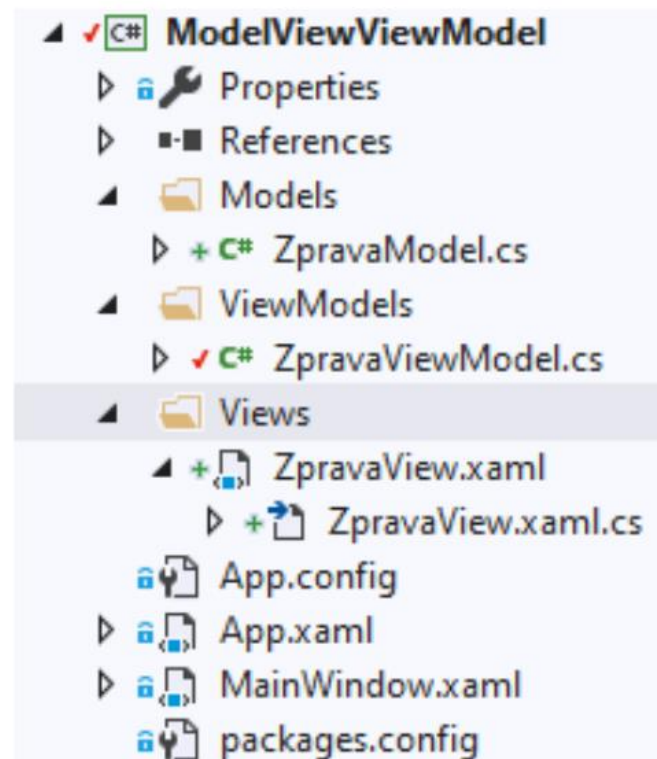 C# ModelViewViewModel
Properties
References
Models
C# ZpravaModel.cs
ViewModels
C# ZpravaViewModel.cs
Views
ZpravaView.xaml
ZpravaView.xaml.cs
App.config
App.xaml
MainWindow.xaml
packages.config